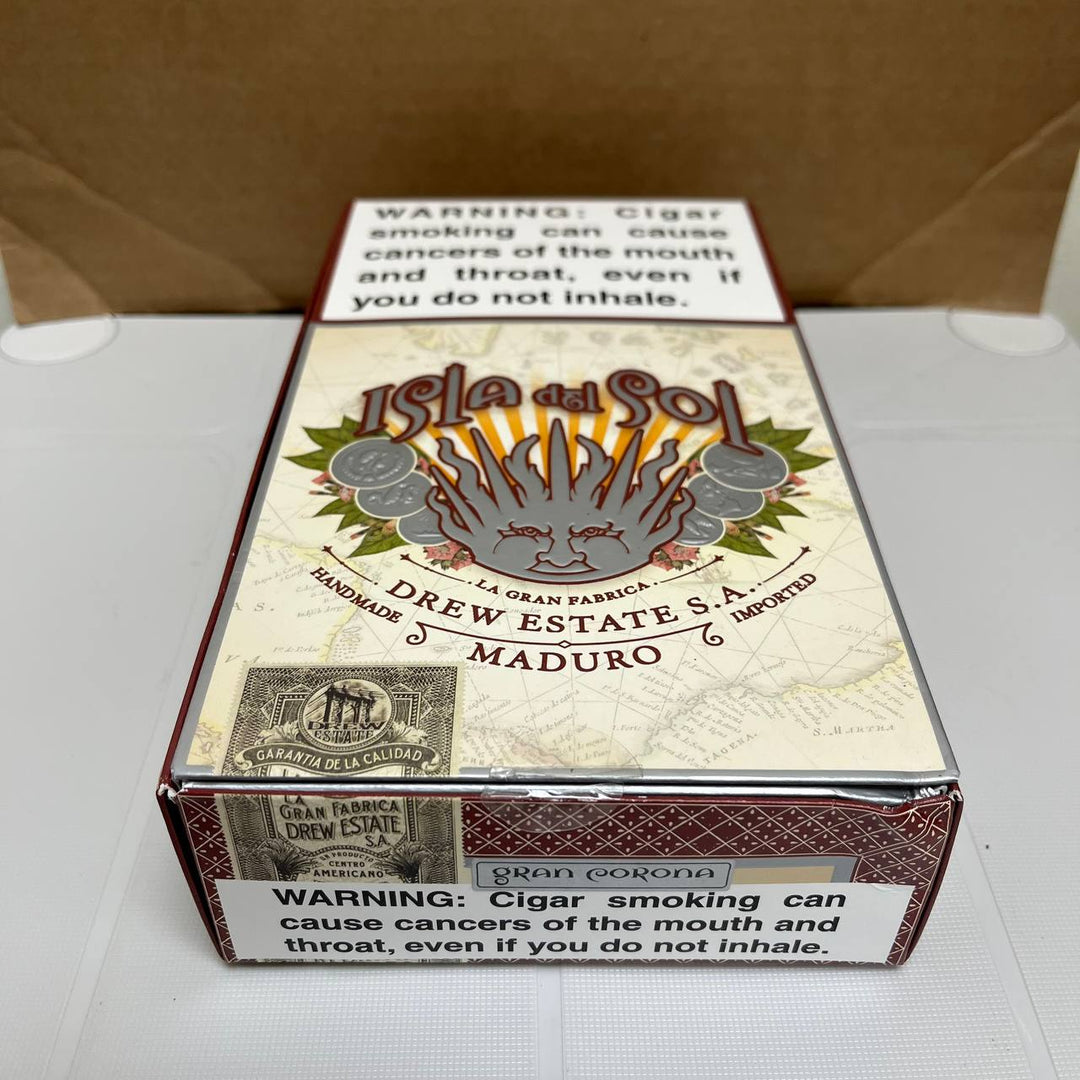 WARNING: Cigar
smoking can cause
cancers of the mouth
and throat, even if
you do not inhale.
Isla del Sol
LA GRAN FABRICA
DREW ESTATE S.A.
HANDMADE
IMPORTED
MADURO
S. MARTHA
DREW
ESTATE
GARANTIA DE LA CALIDAD
LA
GRAN FABRICA
DREW ESTATE
S.A.
UN PRODUCTO
CENTRO
AMERICANO
GRAN CORONA
WARNING: Cigar smoking can
cause cancers of the mouth and
throat, even if you do not inhale.